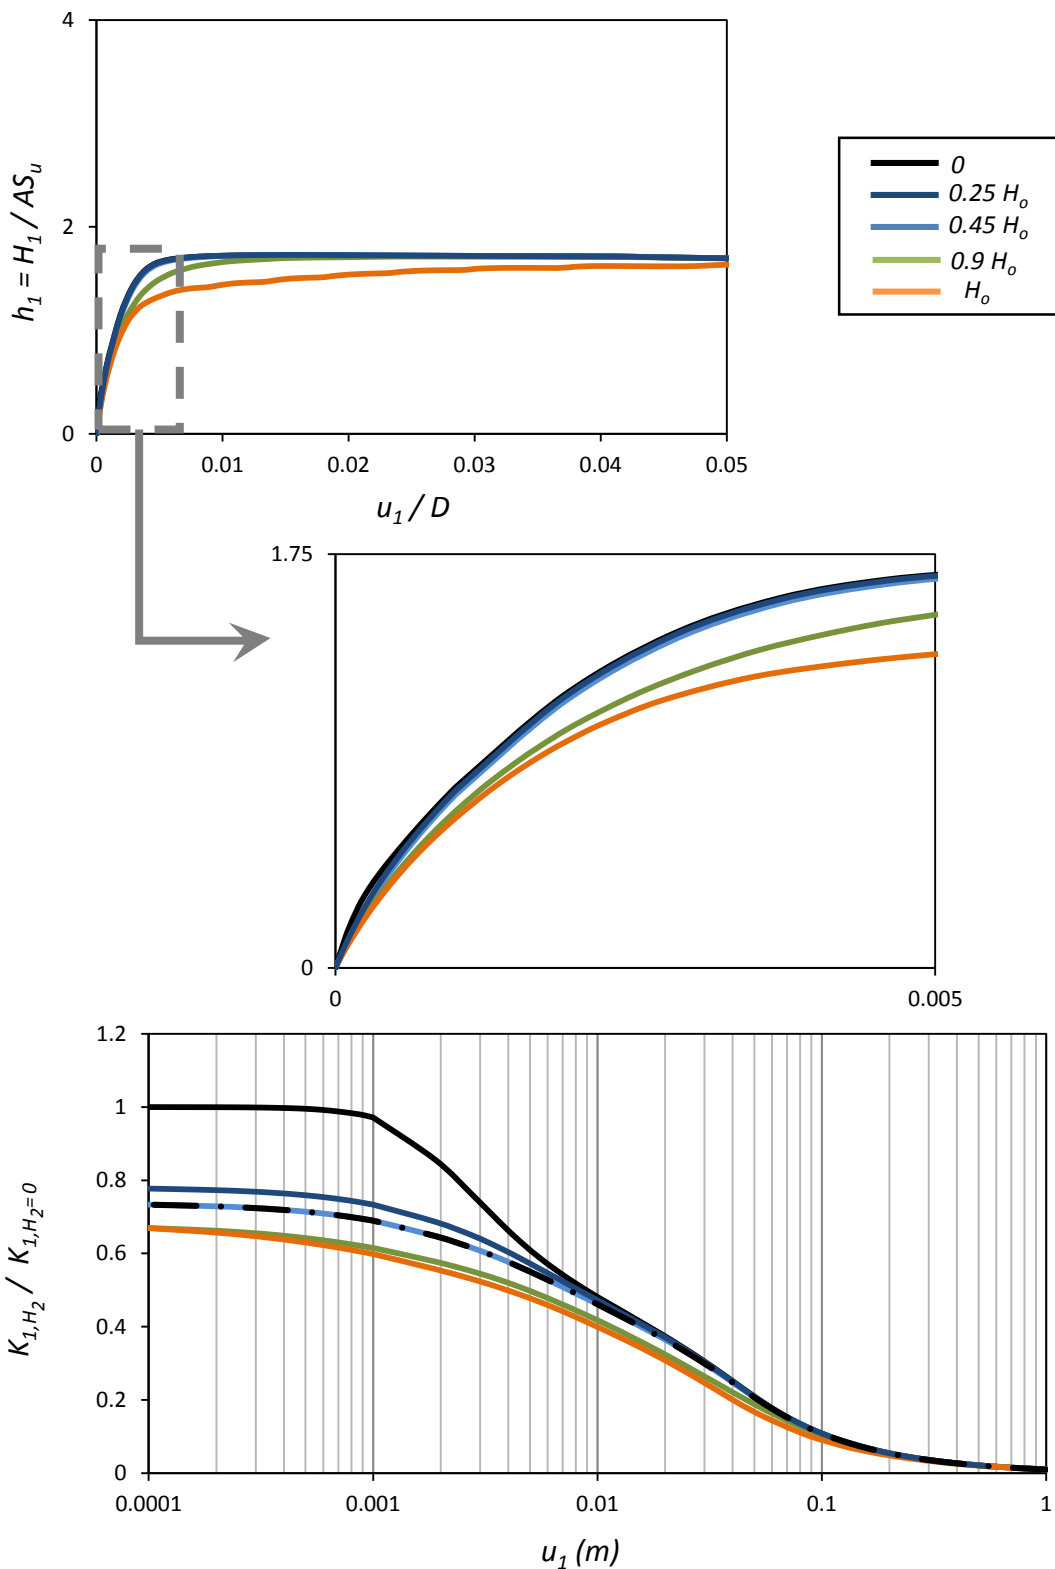 4
2
0
h1 = H1 / ASu
0 0.01 0.02 0.03 0.04 0.05
u1 / D
0
0.25 Ho
0.45 Ho
0.9 Ho
Ho
1.75
0
0 0.005
1.2
1
0.8
0.6
0.4
0.2
0
K1,H2 / K1,H2=0
0.0001 0.001 0.01 0.1 1
u1 (m)